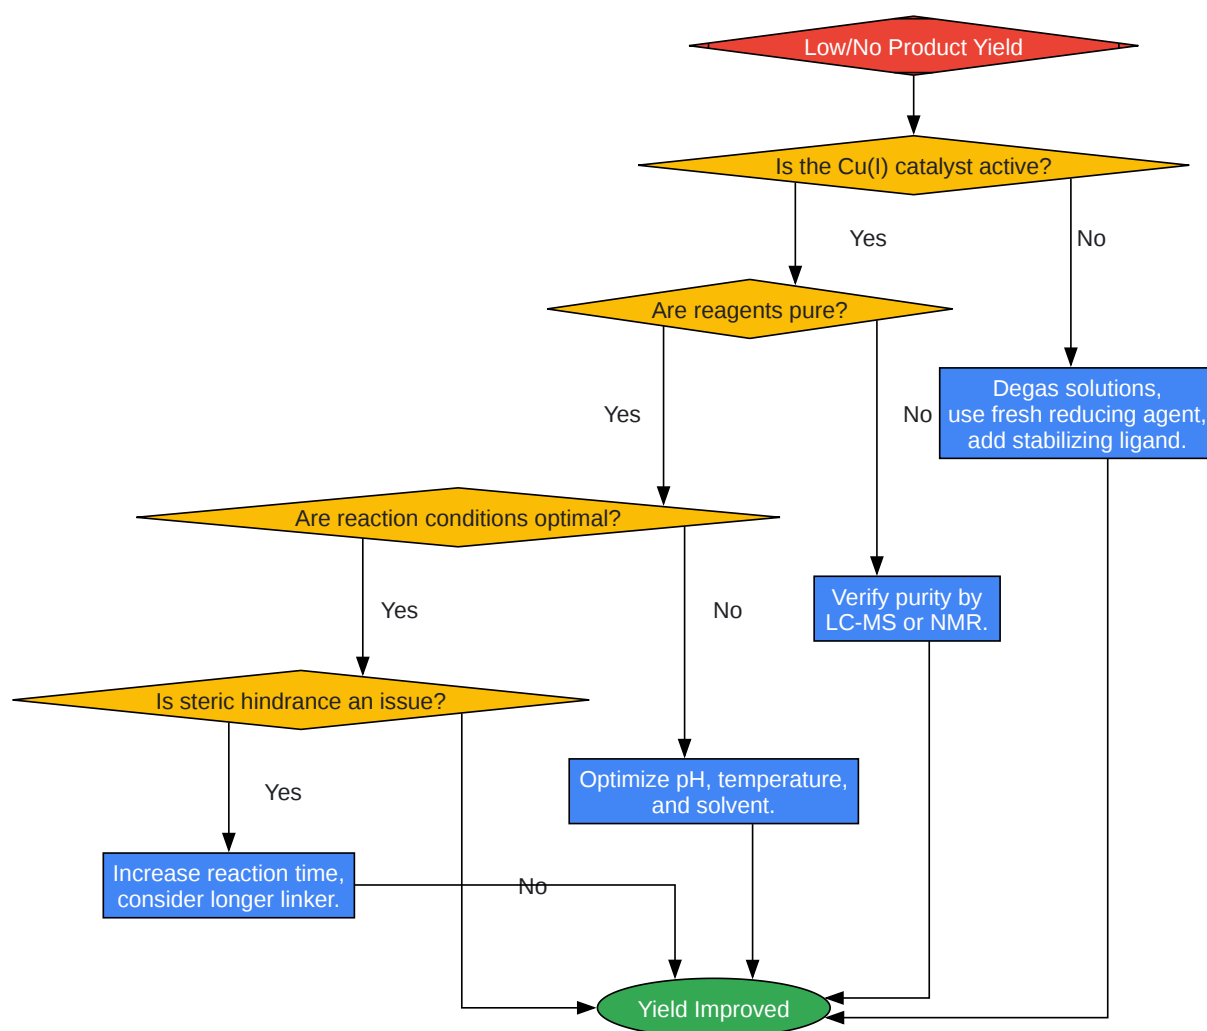 Low/No Product Yield
Is the Cu(I) catalyst active?
Yes
No
Are reagents pure?
Degas solutions,
use fresh reducing agent,
add stabilizing ligand.
Yes
No
Are reaction conditions optimal?
Verify purity by
LC-MS or NMR.
Yes
No
Is steric hindrance an issue?
Optimize pH, temperature,
and solvent.
Yes
Increase reaction time,
consider longer linker.
No
Yield Improved